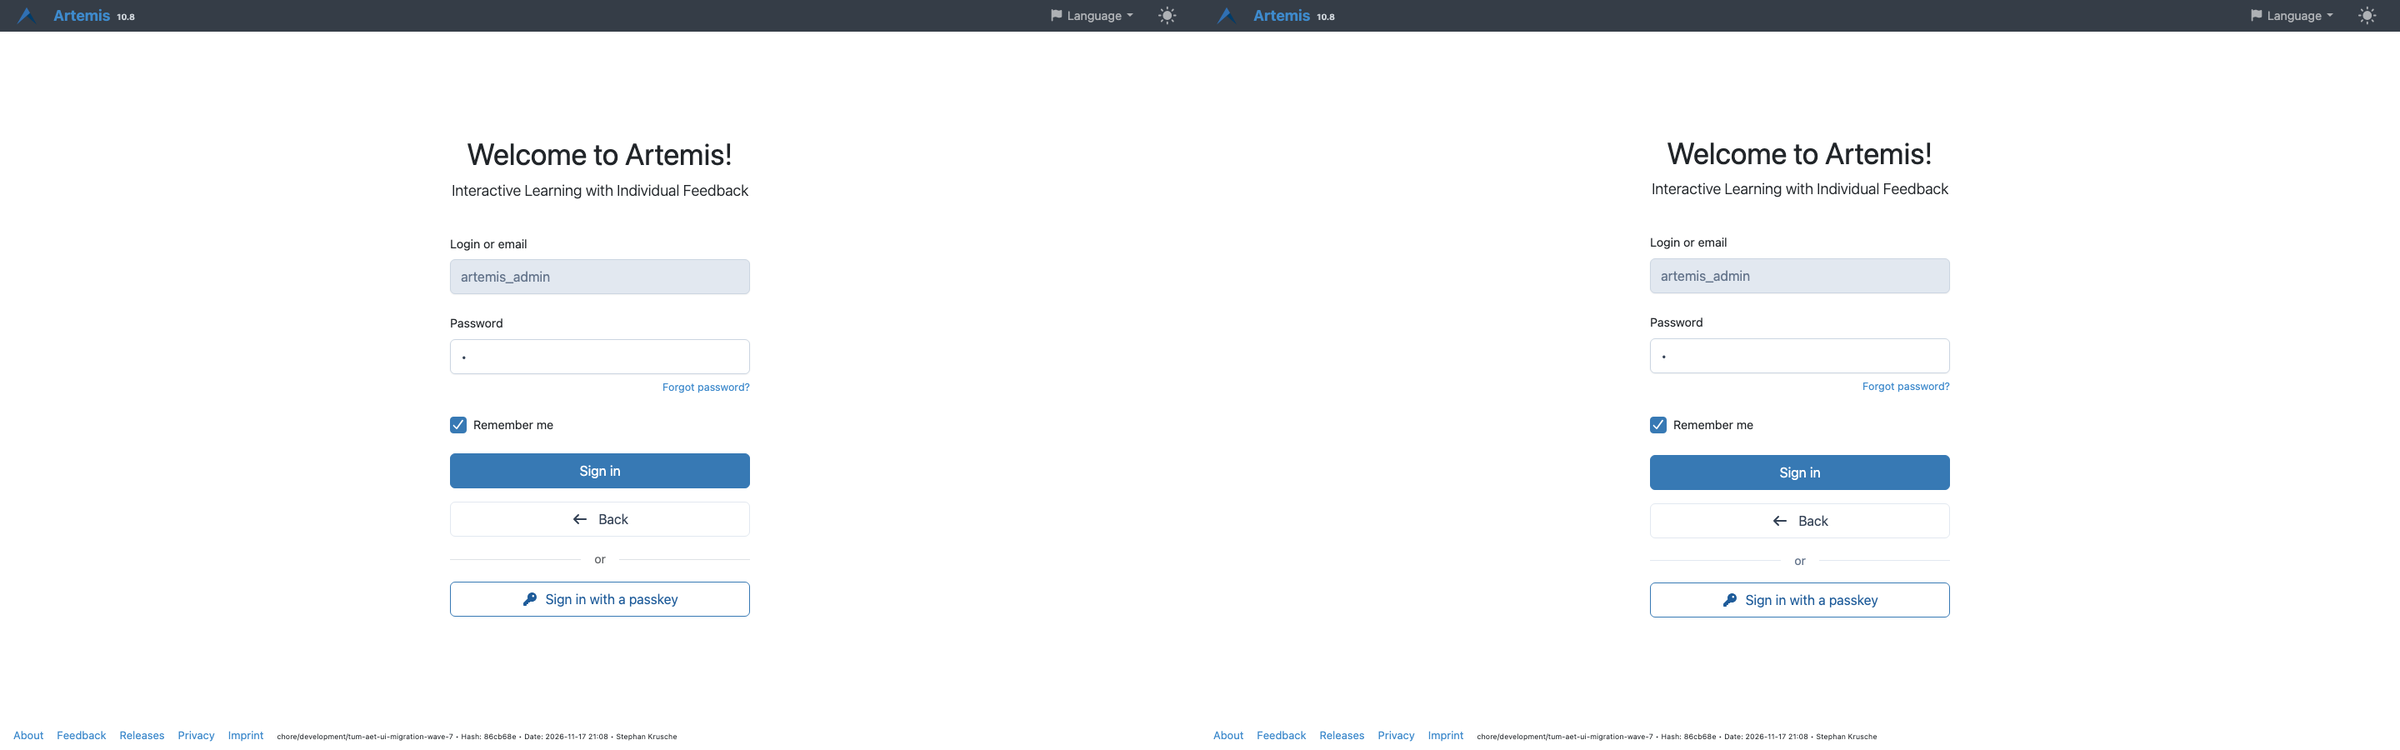 Artemis 10.8 Language
Welcome to Artemis!
Interactive Learning with Individual Feedback
Login or email
artemis_admin
Password
•
Forgot password?
Remember me
Sign in
Back
or
Sign in with a passkey
About Feedback Releases Privacy Imprint chore/development/tum-aet-ui-migration-wave-7 • Hash: 86cb68e • Date: 2026-11-17 21:08 • Stephan Krusche
Artemis 10.8 Language
Welcome to Artemis!
Interactive Learning with Individual Feedback
Login or email
artemis_admin
Password
•
Forgot password?
Remember me
Sign in
Back
or
Sign in with a passkey
About Feedback Releases Privacy Imprint chore/development/tum-aet-ui-migration-wave-7 • Hash: 86cb68e • Date: 2026-11-17 21:08 • Stephan Krusche